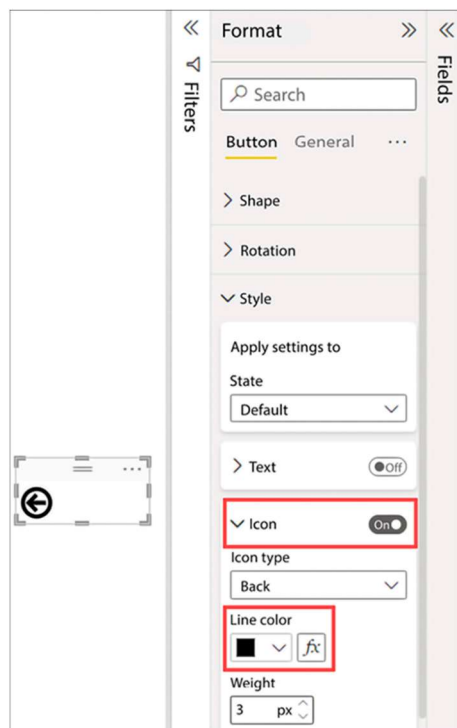 Format
Filters
Fields
Search
Button General ...
Shape
Rotation
Style
Apply settings to
State
Default
Text Off
Icon On
Icon type
Back
Line color
fx
Weight
3 px